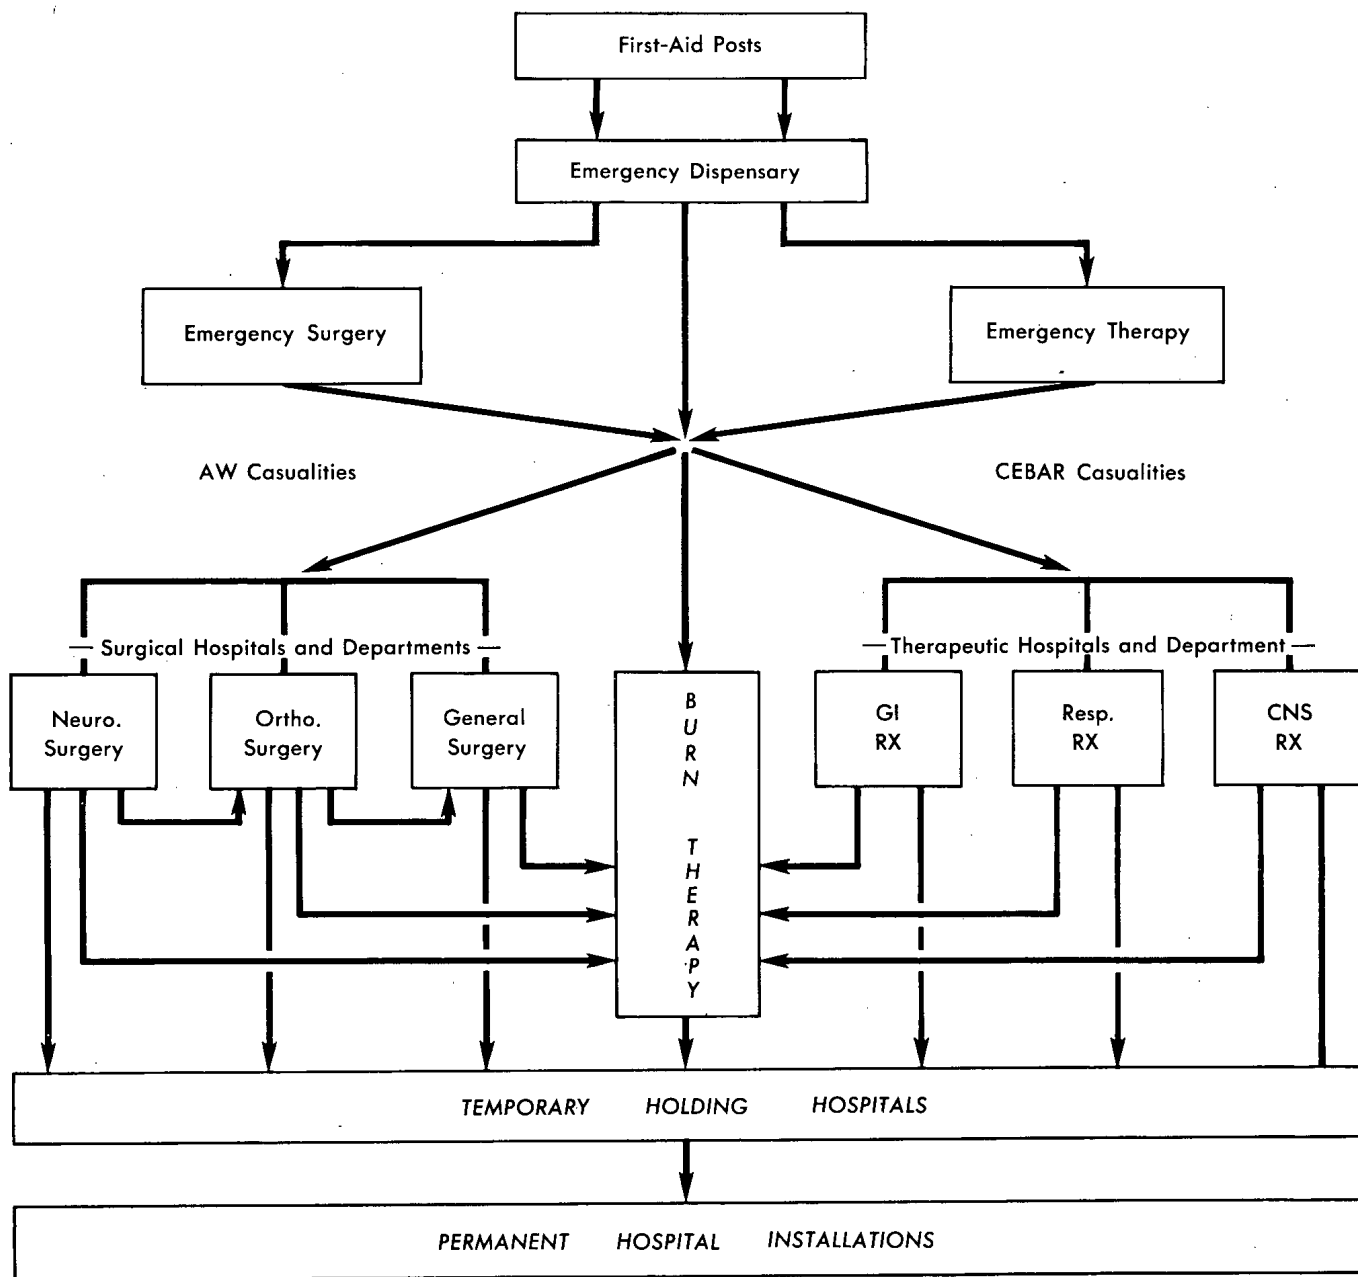 First-Aid Posts
Emergency Dispensary
Emergency Surgery
Emergency Therapy
AW Casualities
CEBAR Casualities
— Surgical Hospitals and Departments —
— Therapeutic Hospitals and Department —
Neuro.
Surgery
Ortho.
Surgery
General
Surgery
BURN THERAPY
GI
RX
Resp.
RX
CNS
RX
TEMPORARY HOLDING HOSPITALS
PERMANENT HOSPITAL INSTALLATIONS